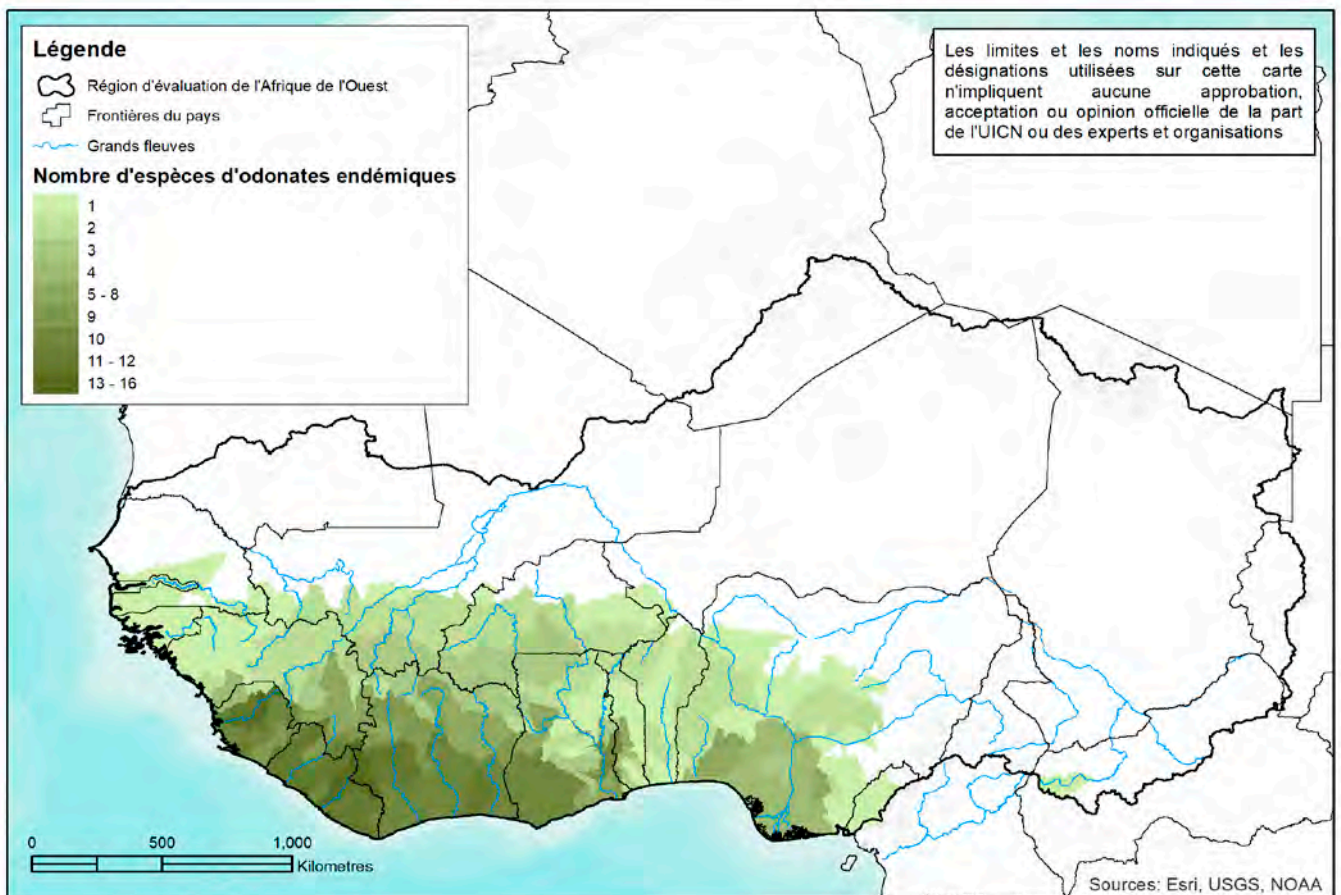 Légende
Région d'évaluation de l'Afrique de l'Ouest
Frontières du pays
Grands fleuves
Nombre d'espèces d'odonates endémiques
1
2
3
4
5 - 8
9
10
11 - 12
13 - 16
Les limites et les noms indiqués et les
désignations utilisées sur cette carte
n'impliquent aucune approbation,
acceptation ou opinion officielle de la part
de l'UICN ou des experts et organisations
0 500 1,000
Kilometres
Sources: Esri, USGS, NOAA